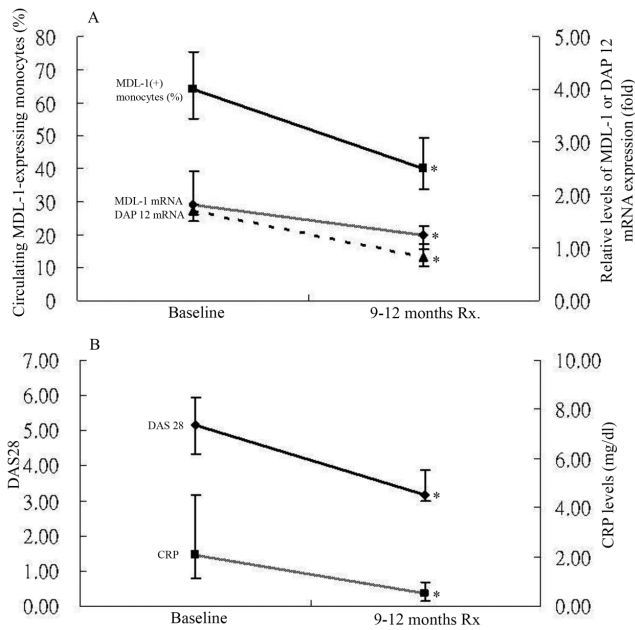 A
Circulating MDL-1-expressing monocytes (%)
80
70
60
50
40
30
20
10
0
MDL-1(+)
monocytes (%)
MDL-1 mRNA
DAP 12 mRNA
*
*
*
5.00
4.00
3.00
2.00
1.00
0.00
Relative levels of MDL-1 or DAP 12
mRNA expression (fold)
Baseline
9-12 months Rx.
B
DAS28
7.00
6.00
5.00
4.00
3.00
2.00
1.00
0.00
DAS 28
CRP
*
*
10.00
8.00
6.00
4.00
2.00
0.00
CRP levels (mg/dl)
Baseline
9-12 months Rx